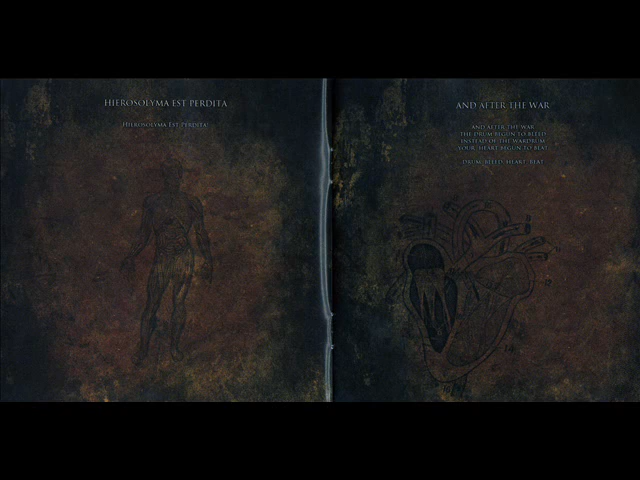 HIEROSOLYMA EST PERDITA
HIEROSOLYMA EST PERDITA!
AND AFTER THE WAR
AND AFTER THE WAR
THE DRUM BEGUN TO BLEED
INSTEAD OF THE WARDRUM
YOUR HEART BEGUN TO BEAT
DRUM, BLEED, HEART, BEAT